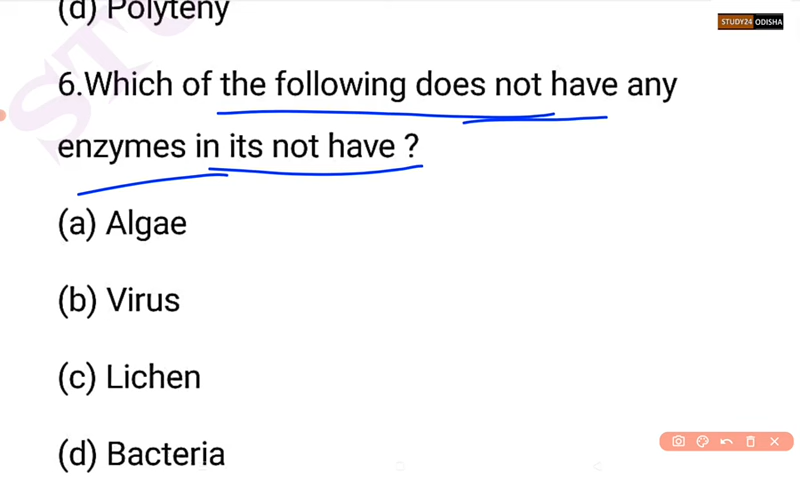 (d) Polyteny
STUDY24 ODISHA
6.Which of the following does not have any
enzymes in its not have ?
(a) Algae
(b) Virus
(c) Lichen
(d) Bacteria